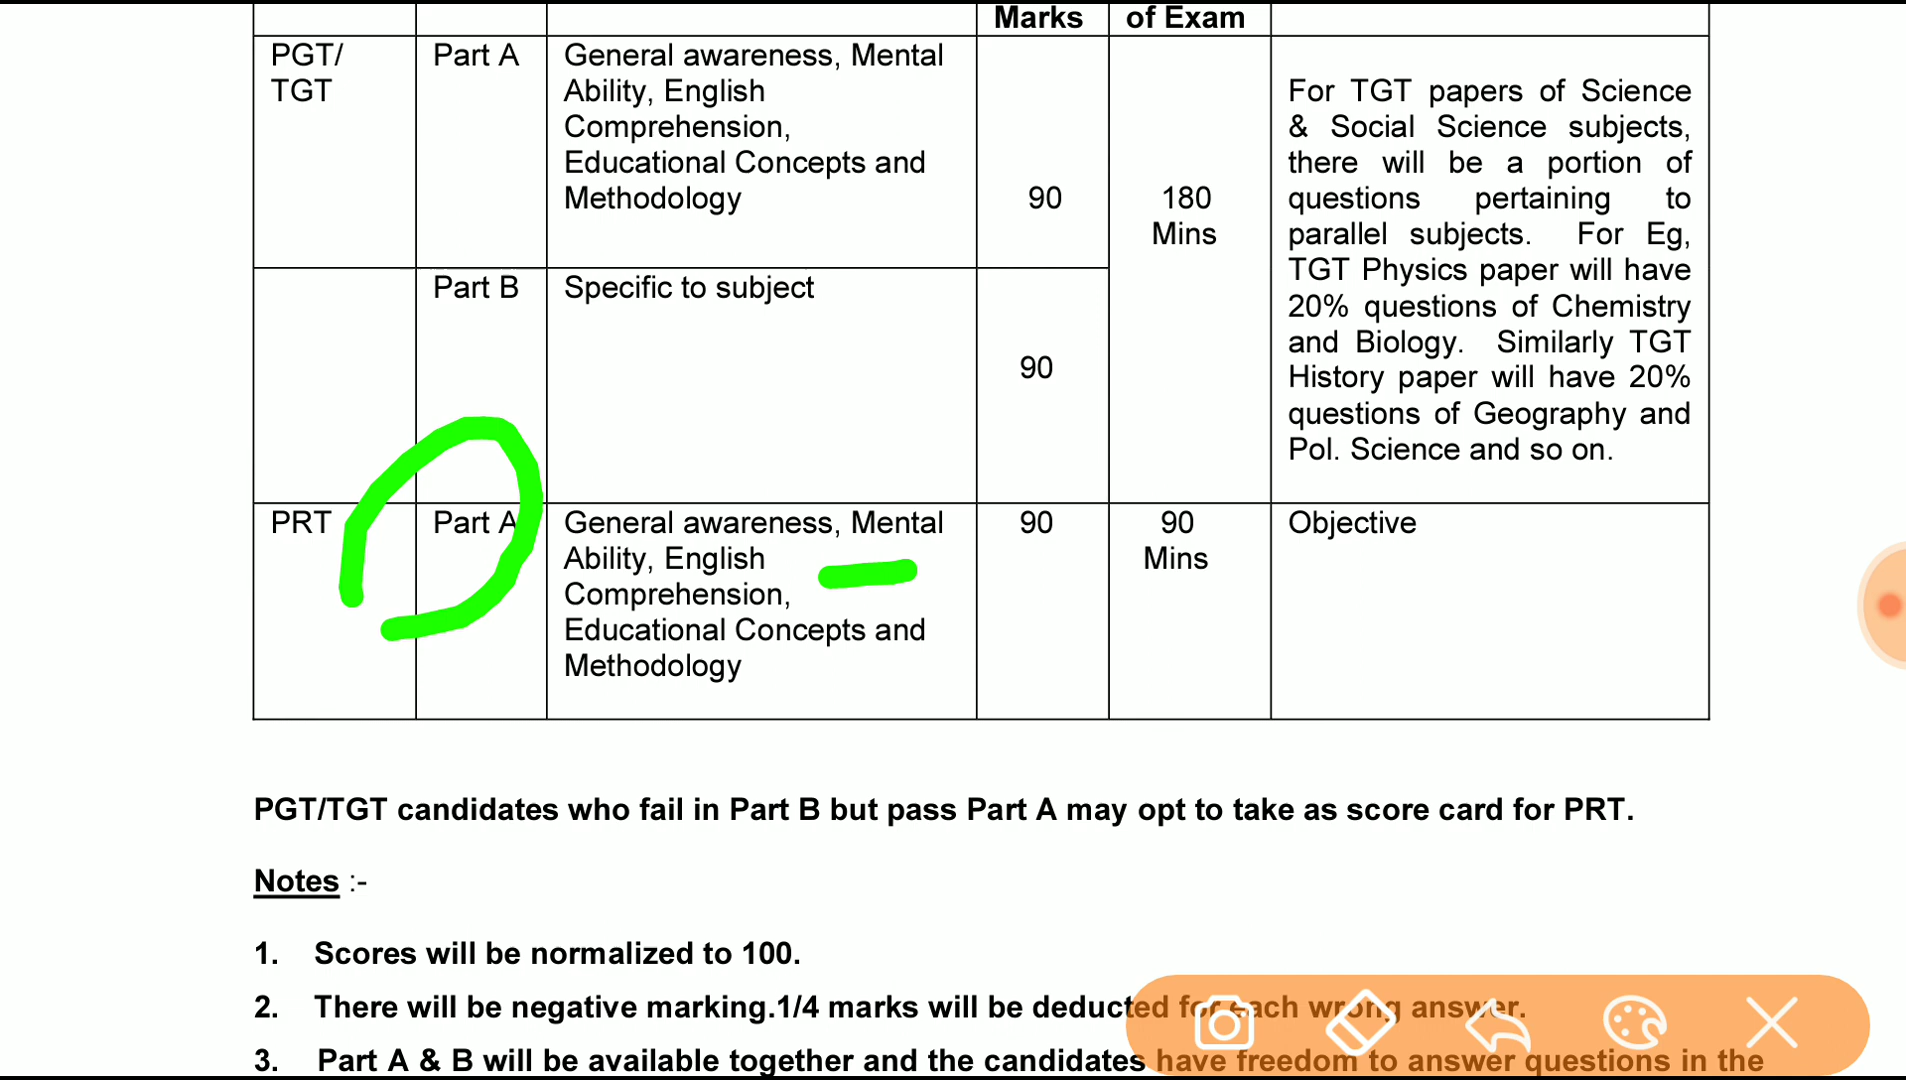 Marks of Exam
PGT/ Part A General awareness, Mental
TGT Ability, English
Comprehension,
Educational Concepts and
Methodology
90
180
Mins
For TGT papers of Science
& Social Science subjects,
there will be a portion of
questions pertaining to
parallel subjects. For Eg,
TGT Physics paper will have
20% questions of Chemistry
and Biology. Similarly TGT
History paper will have 20%
questions of Geography and
Pol. Science and so on.
Part B Specific to subject
90
PRT Part A General awareness, Mental
Ability, English
Comprehension,
Educational Concepts and
Methodology
90
90
Mins
Objective
PGT/TGT candidates who fail in Part B but pass Part A may opt to take as score card for PRT.
Notes :-
1. Scores will be normalized to 100.
2. There will be negative marking.1/4 marks will be deducted for each wrong answer.
3. Part A & B will be available together and the candidates have freedom to answer questions in the